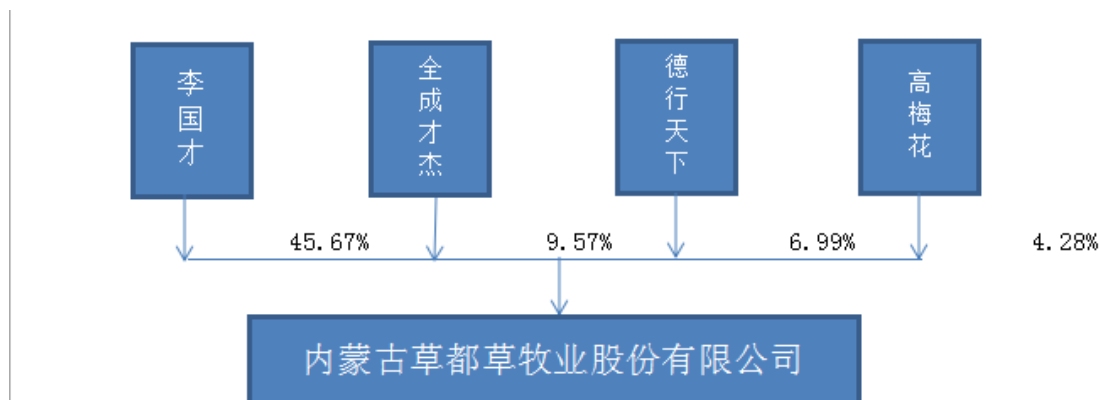 李国才
全成才杰
德行天下
高梅花
45.67%
9.57%
6.99%
4.28%
内蒙古草都草牧业股份有限公司